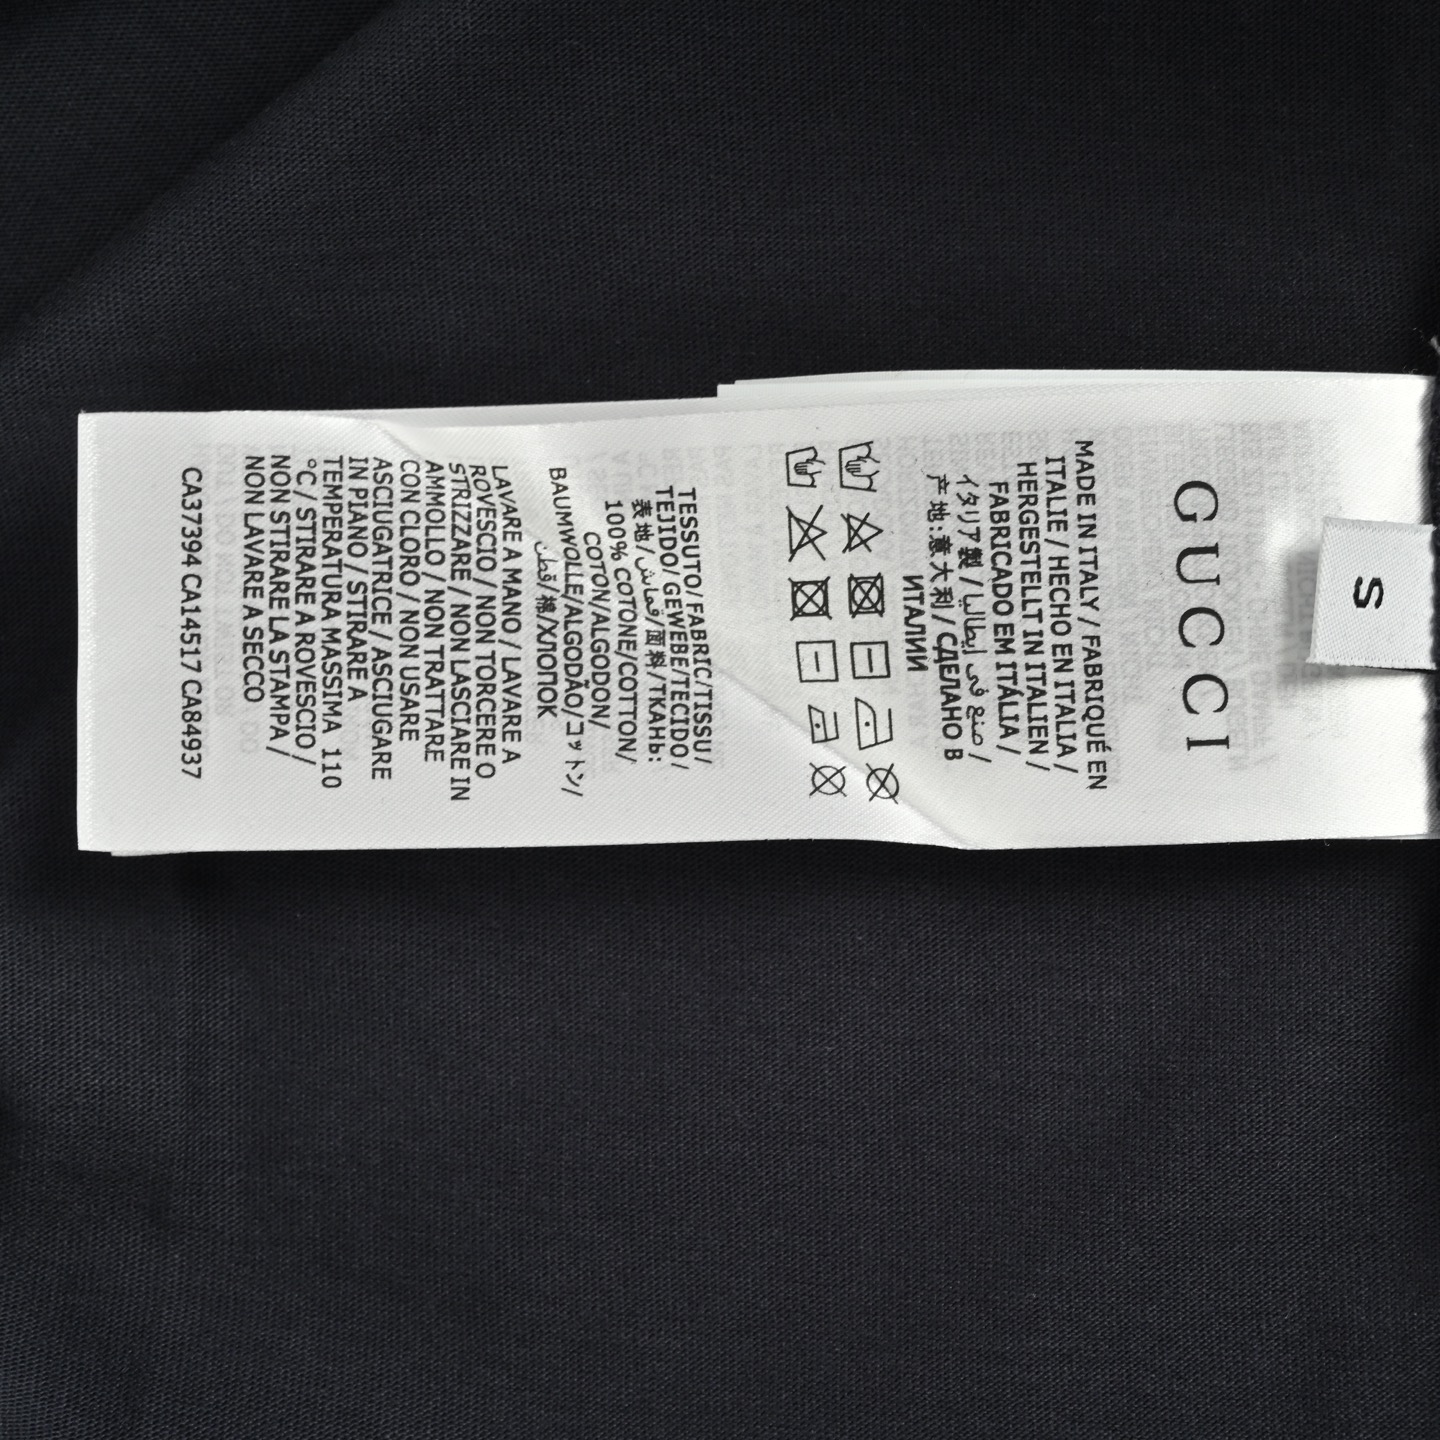 S
GUCCI
MADE IN ITALY / FABRIQUÉ EN
ITALIE / HECHO EN ITALIA /
HERGESTELLT IN ITALIEN /
FABRICADO EM ITÁLIA /
صنع في إيطاليا /
イタリア製 /
产地:意大利 / СДЕЛАНО В
ИТАЛИИ
TESSUTO/FABRIC/TISSU/
TEJIDO/GEWEBE/TECIDO/
表地/قماش/面料/ТКАНЬ:
100% COTONE/COTTON/
COTON/ALGODON/
BAUMWOLLE/ALGODÃO/コットン/
قطن/棉/ХЛОПОК
LAVARE A MANO / LAVARE A
ROVESCIO / NON TORCERE O
STRIZZARE / NON LASCIARE IN
AMMOLLO / NON TRATTARE
CON CLORO / NON USARE
ASCIUGATRICE / ASCIUGARE
IN PIANO / STIRARE A
TEMPERATURA MASSIMA 110
°C / STIRARE A ROVESCIO /
NON STIRARE LA STAMPA /
NON LAVARE A SECCO
CA37394 CA14517 CA84937